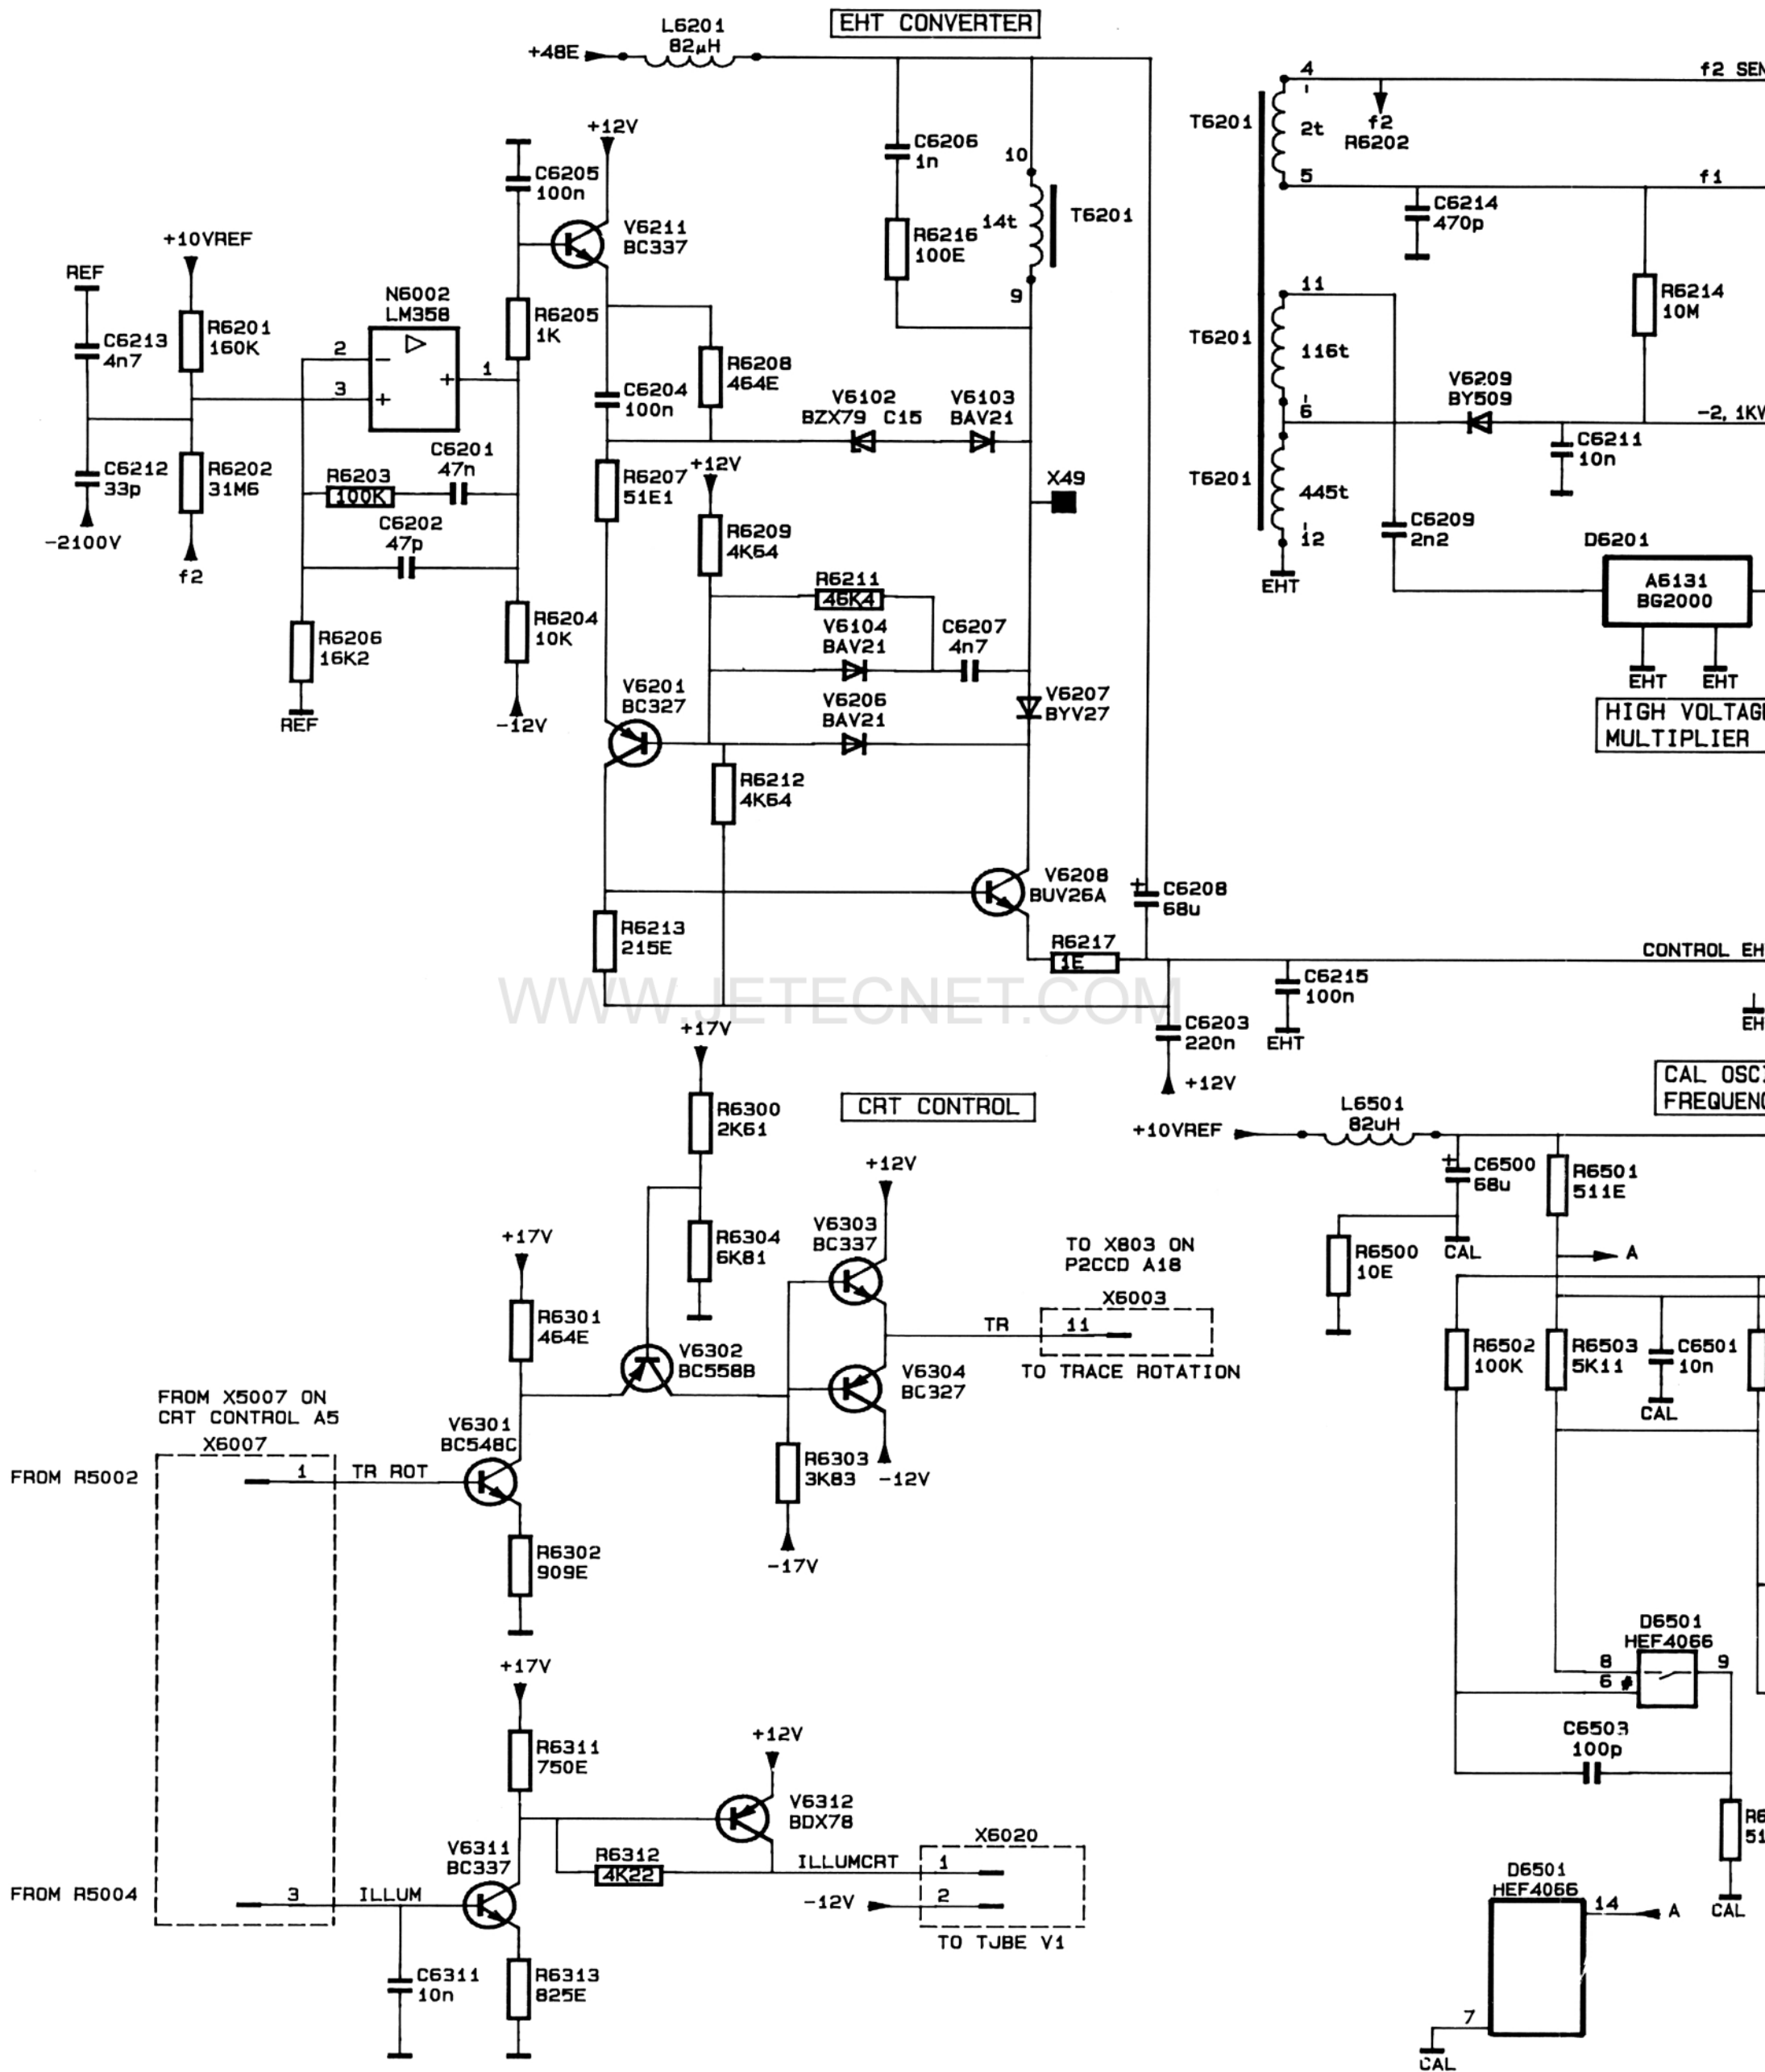 EHT CONVERTER
L6201
82µH
+48E
C6206
1n
R6216
100E
10
14t
9
T6201
+12V
C6205
100n
V6211
BC337
+10VREF
REF
C6213
4n7
R6201
160K
N6002
LM358
2
3
1
-
+
+
R6205
1K
R6208
464E
C6204
100n
V6102
BZX79 C15
V6103
BAV21
C6212
33p
-2100V
R6202
31M6
f2
R6203
100K
C6201
47n
C6202
47p
R6207
51E1
+12V
R6209
4K64
X49
R6211
46K4
V6104
BAV21
C6207
4n7
R6206
16K2
REF
R6204
10K
-12V
V6201
BC327
V6206
BAV21
V6207
BYV27
R6212
4K64
V6208
BUV26A
+
C6208
68u
R6213
215E
R6217
1E
C6203
220n
+12V
C6215
100n
EHT
CONTROL EH
EH
WWW.JETECNET.COM
T6201
4
2t
5
f2
R6202
f2 SEN
f1
C6214
470p
R6214
10M
T6201
11
116t
6
V6209
BY509
-2,1KV
C6211
10n
T6201
445t
12
EHT
C6209
2n2
D6201
A6131
BG2000
EHT
EHT
HIGH VOLTAGE
MULTIPLIER
CRT CONTROL
+17V
R6300
2K61
R6304
6K81
+17V
R6301
464E
V6302
BC558B
+12V
V6303
BC337
V6304
BC327
-12V
R6303
3K83
-17V
TO X803 ON
P2CCD A18
X6003
TR
11
TO TRACE ROTATION
FROM X5007 ON
CRT CONTROL A5
X6007
FROM R5002
1
TR ROT
V6301
BC548C
R6302
909E
+17V
R6311
750E
+12V
V6312
BDX78
R6312
4K22
ILLUMCRT
-12V
X6020
1
2
TO TJBE V1
FROM R5004
3
ILLUM
V6311
BC337
C6311
10n
R6313
825E
CAL OSC
FREQUENC
+10VREF
L6501
82uH
+
C6500
68u
CAL
R6500
10E
R6501
511E
A
R6502
100K
R6503
5K11
C6501
10n
CAL
D6501
HEF4066
8
6
#
9
C6503
100p
R6
51
CAL
D6501
HEF4066
14
A
7
CAL